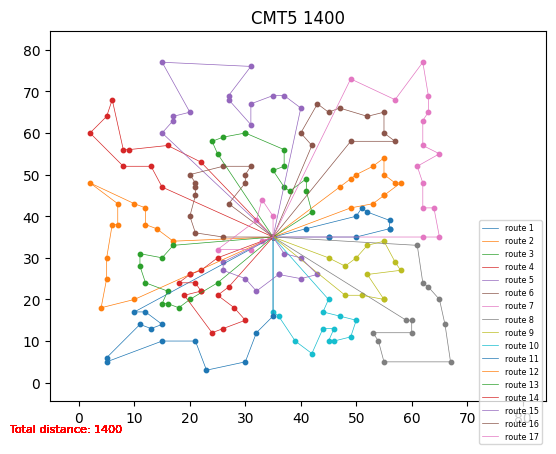 CMT5 1400
80
70
60
50
40
30
20
10
0
0 10 20 30 40 50 60 70 80
route 1
route 2
route 3
route 4
route 5
route 6
route 7
route 8
route 9
route 10
route 11
route 12
route 13
route 14
route 15
route 16
route 17
Total distance: 1400